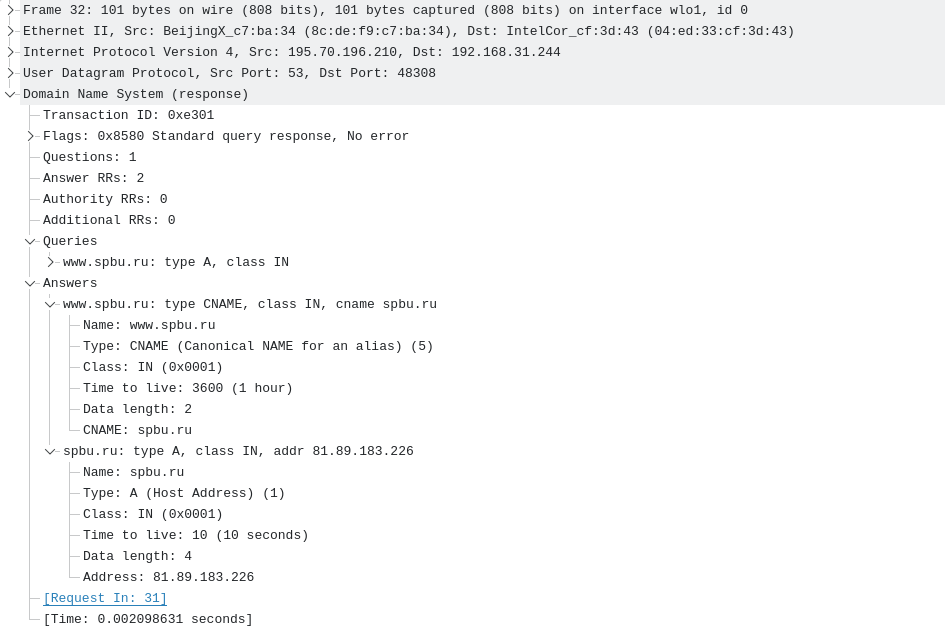 Frame 32: 101 bytes on wire (808 bits), 101 bytes captured (808 bits) on interface wlo1, id 0
Ethernet II, Src: BeijingX_c7:ba:34 (8c:de:f9:c7:ba:34), Dst: IntelCor_cf:3d:43 (04:ed:33:cf:3d:43)
Internet Protocol Version 4, Src: 195.70.196.210, Dst: 192.168.31.244
User Datagram Protocol, Src Port: 53, Dst Port: 48308
Domain Name System (response)
Transaction ID: 0xe301
Flags: 0x8580 Standard query response, No error
Questions: 1
Answer RRs: 2
Authority RRs: 0
Additional RRs: 0
Queries
www.spbu.ru: type A, class IN
Answers
www.spbu.ru: type CNAME, class IN, cname spbu.ru
Name: www.spbu.ru
Type: CNAME (Canonical NAME for an alias) (5)
Class: IN (0x0001)
Time to live: 3600 (1 hour)
Data length: 2
CNAME: spbu.ru
spbu.ru: type A, class IN, addr 81.89.183.226
Name: spbu.ru
Type: A (Host Address) (1)
Class: IN (0x0001)
Time to live: 10 (10 seconds)
Data length: 4
Address: 81.89.183.226
[Request In: 31]
[Time: 0.002098631 seconds]